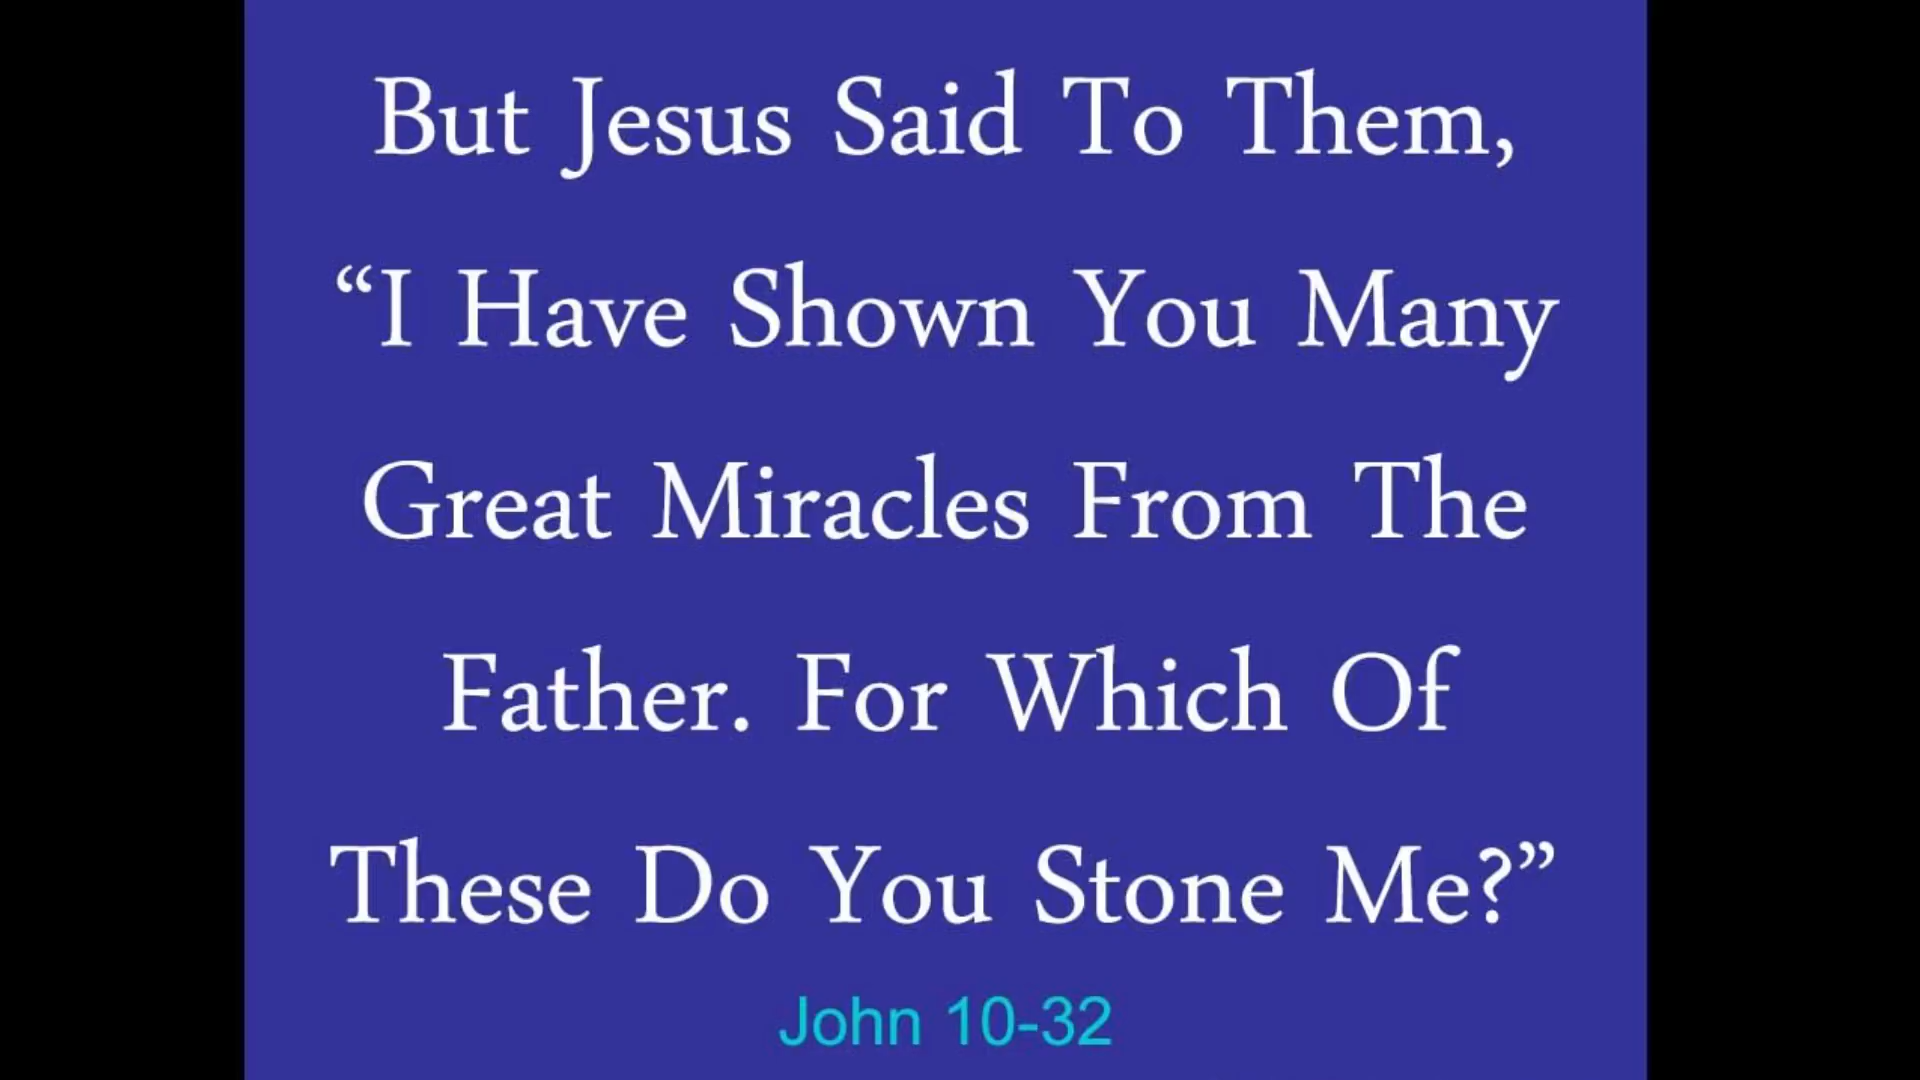 But Jesus Said To Them,
“I Have Shown You Many
Great Miracles From The
Father. For Which Of
These Do You Stone Me?”
John 10-32